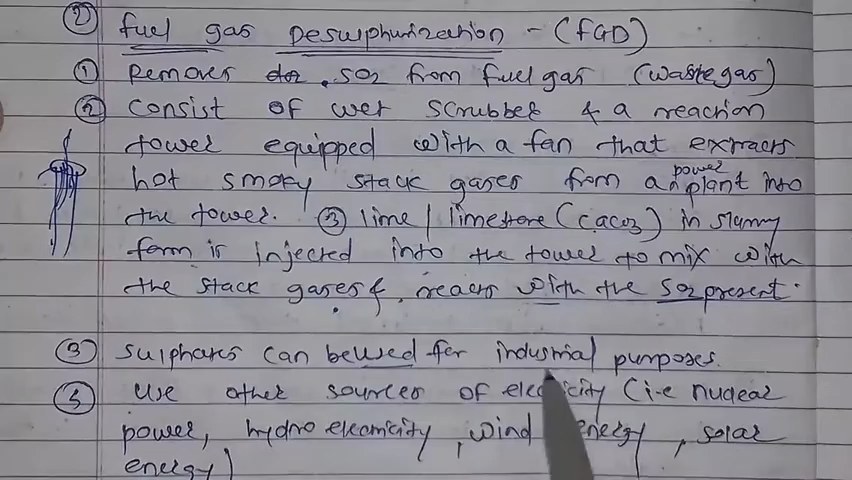 ② fuel gas Desulphurization - (FGD)
① Removes . SO2 from fuel gas (waste gas)
② consist of wet scrubber & a reaction
tower equipped with a fan that extracts
hot smoky stack gases from a power plant into
the tower. ③ lime / limestone (CaCO3) in slurry
form is injected into the tower to mix with
the stack gases & reacts with the SO2 present.
③ sulphates can be used for industrial purposes.
⑤ use other sources of electricity (i.e nuclear
power, hydro electricity, wind energy, solar
energy)